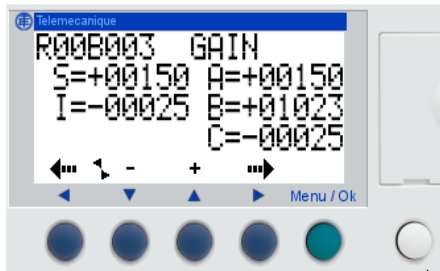 Telemecanique
R00B003 GAIN
S=+00150 A=+00150
I=-00025 B=+01023
C=-00025
- +
Menu / Ok